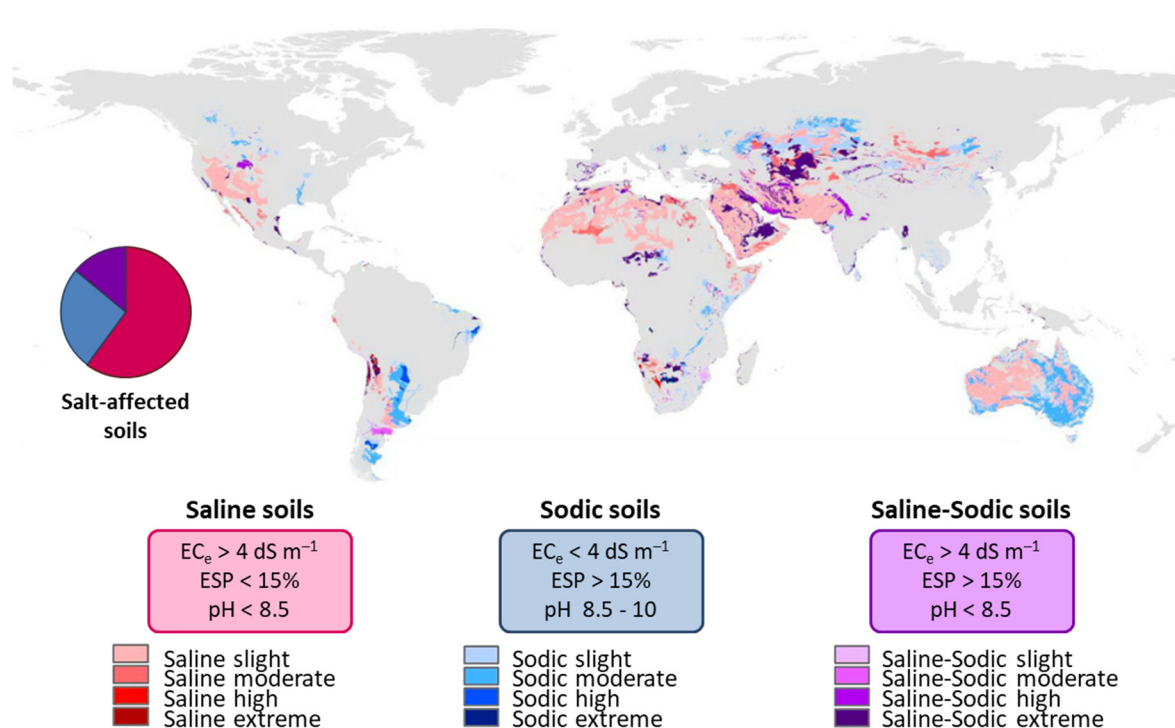 Salt-affected
soils
Saline soils
ECe > 4 dS m–1
ESP < 15%
pH < 8.5
Saline slight
Saline moderate
Saline high
Saline extreme
Sodic soils
ECe < 4 dS m–1
ESP > 15%
pH 8.5 - 10
Sodic slight
Sodic moderate
Sodic high
Sodic extreme
Saline-Sodic soils
ECe > 4 dS m–1
ESP > 15%
pH < 8.5
Saline-Sodic slight
Saline-Sodic moderate
Saline-Sodic high
Saline-Sodic extreme